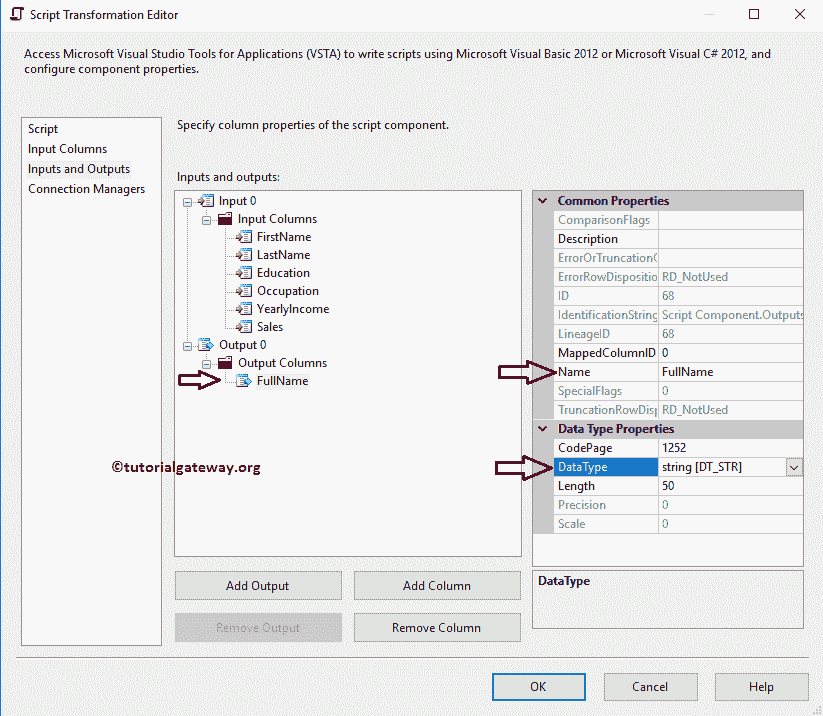 Script Transformation Editor
Access Microsoft Visual Studio Tools for Applications (VSTA) to write scripts using Microsoft Visual Basic 2012 or Microsoft Visual C# 2012, and
configure component properties.
Script
Input Columns
Inputs and Outputs
Connection Managers
Specify column properties of the script component.
Inputs and outputs:
Input 0
Input Columns
FirstName
LastName
Education
Occupation
YearlyIncome
Sales
Output 0
Output Columns
FullName
©tutorialgateway.org
Add Output
Add Column
Remove Output
Remove Column
Common Properties
ComparisonFlags
Description
ErrorOrTruncationO
ErrorRowDispositio RD_NotUsed
ID 68
IdentificationString Script Component.Outputs
LineageID 68
MappedColumnID 0
Name FullName
SpecialFlags 0
TruncationRowDisp RD_NotUsed
Data Type Properties
CodePage 1252
DataType string [DT_STR]
Length 50
Precision 0
Scale 0
DataType
OK
Cancel
Help